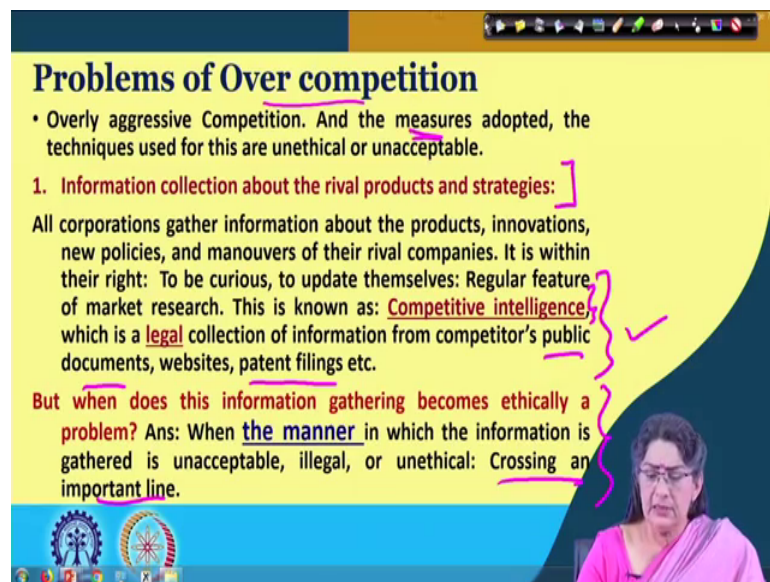 Problems of Over competition
• Overly aggressive Competition. And the measures adopted, the
techniques used for this are unethical or unacceptable.
1. Information collection about the rival products and strategies:
All corporations gather information about the products, innovations,
new policies, and manouvers of their rival companies. It is within
their right: To be curious, to update themselves: Regular feature
of market research. This is known as: Competitive intelligence,
which is a legal collection of information from competitor's public
documents, websites, patent filings etc.
But when does this information gathering becomes ethically a
problem? Ans: When the manner in which the information is
gathered is unacceptable, illegal, or unethical: Crossing an
important line.